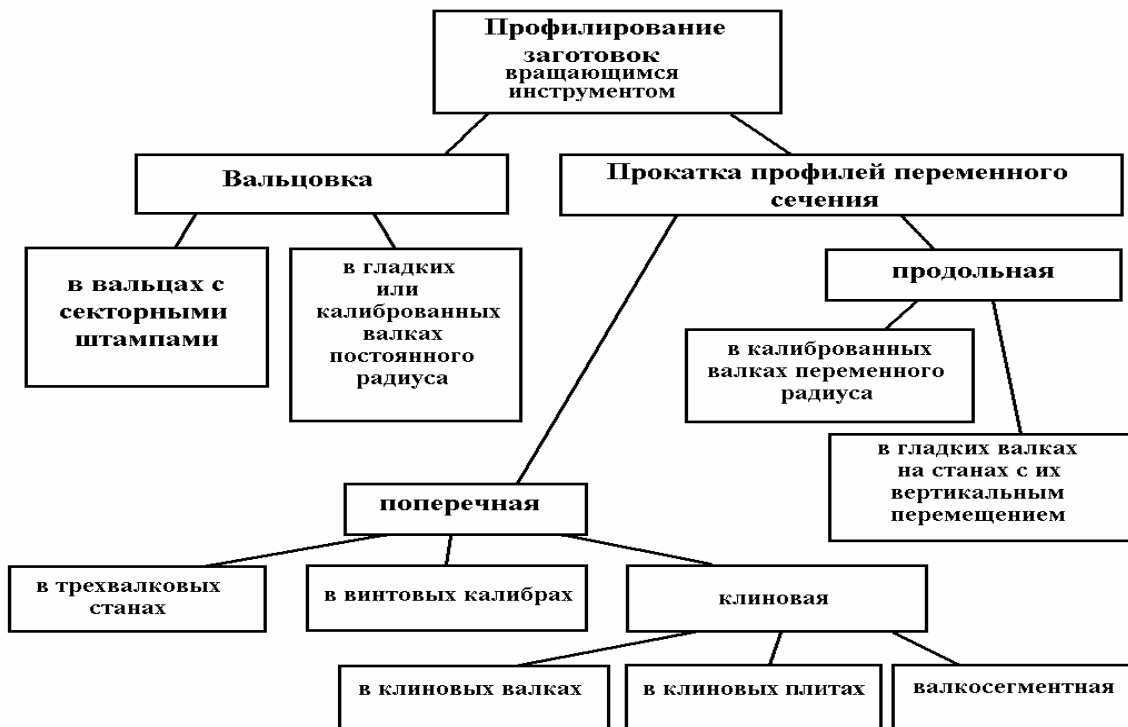 Профилирование
заготовок
вращающимся
инструментом
Вальцовка
Прокатка профилей переменного
сечения
в вальцах с
секторными
штампами
в гладких
или
калиброванных
валках
постоянного
радиуса
продольная
в калиброванных
валках переменного
радиуса
в гладких валках
на станах с их
вертикальным
перемещением
поперечная
в трехвалковых
станах
в винтовых калибрах
клиновая
в клиновых валках
в клиновых плитах
валкосегментная